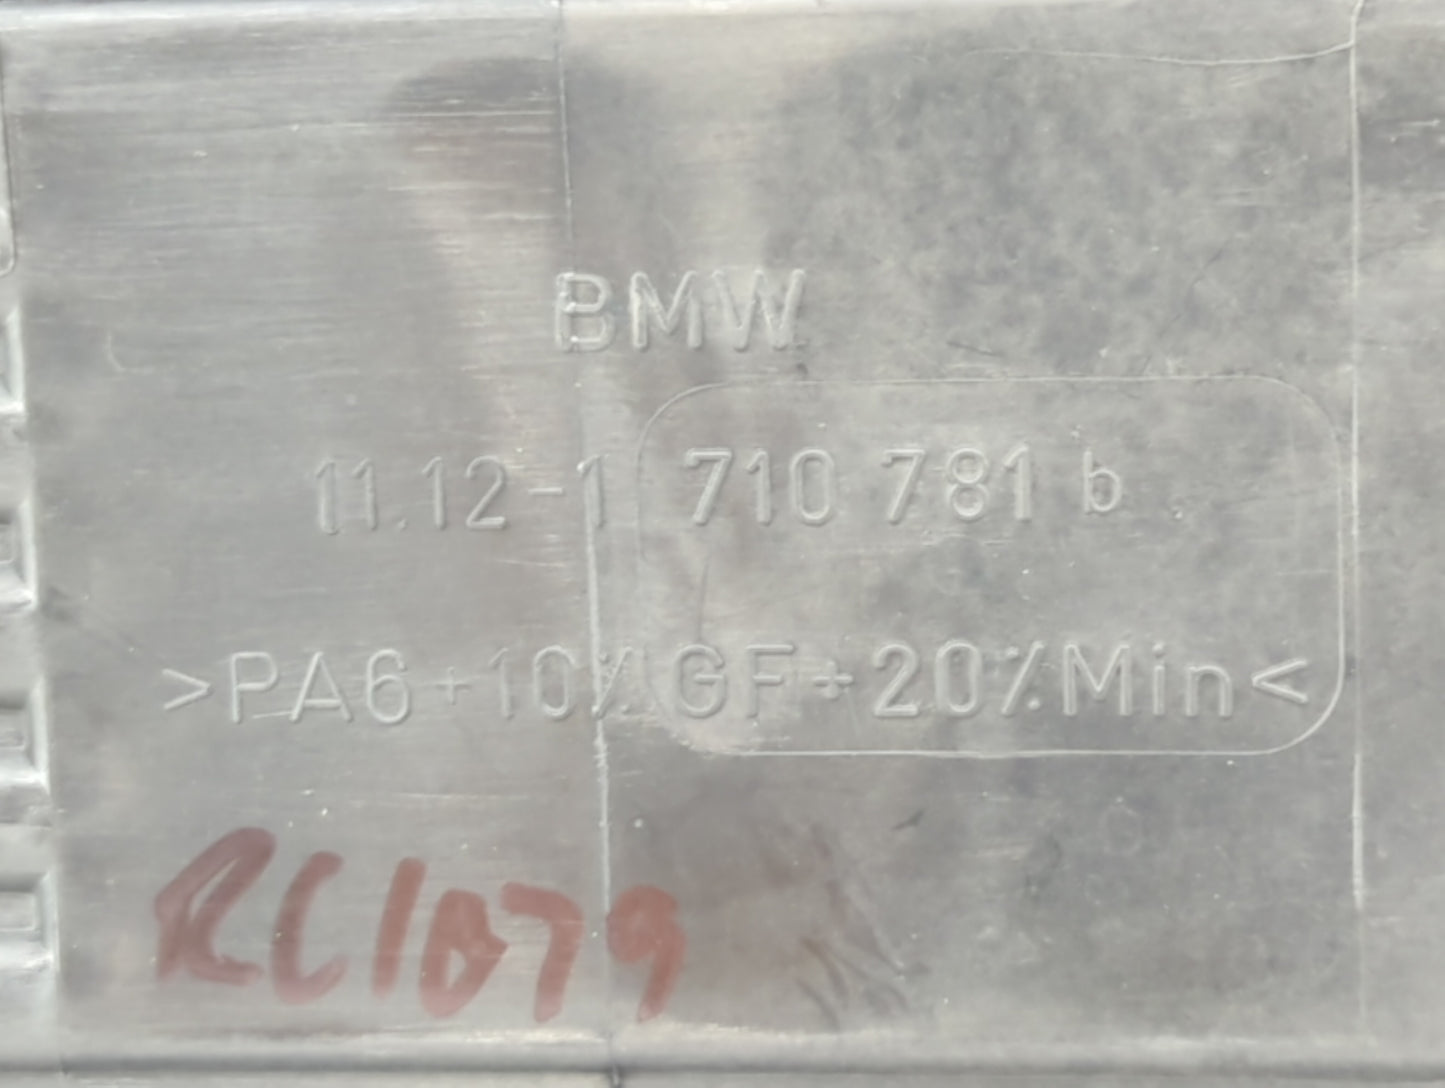 BMW
11.12-1 710 781 b
>PA6+10%GF+20%Min<
RC1079